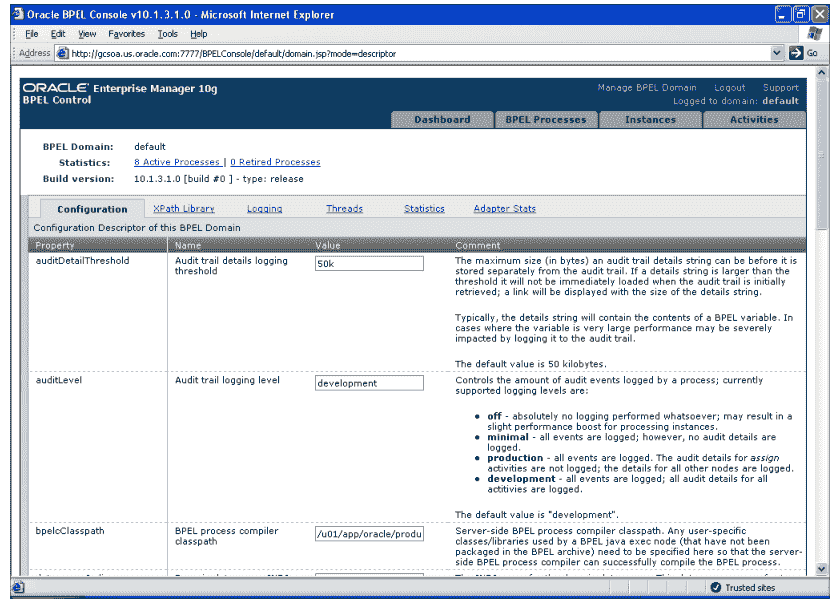 Oracle BPEL Console v10.1.3.1.0 - Microsoft Internet Explorer
File Edit View Favorites Tools Help
Address http://gcsoa.us.oracle.com:7777/BPELConsole/default/domain.jsp?mode=descriptor Go
ORACLE Enterprise Manager 10g
BPEL Control
Manage BPEL Domain Logout Support
Logged to domain: default
Dashboard BPEL Processes Instances Activities
BPEL Domain: default
Statistics: 8 Active Processes | 0 Retired Processes
Build version: 10.1.3.1.0 [build #0 ] - type: release
Configuration XPath Library Logging Threads Statistics Adapter Stats
Configuration Descriptor of this BPEL Domain
Property Name Value Comment
auditDetailThreshold
Audit trail details logging
threshold
50k
The maximum size (in bytes) an audit trail details string can be before it is
stored separately from the audit trail. If a details string is larger than the
threshold it will not be immediately loaded when the audit trail is initially
retrieved; a link will be displayed with the size of the details string.
Typically, the details string will contain the contents of a BPEL variable. In
cases where the variable is very large performance may be severely
impacted by logging it to the audit trail.
The default value is 50 kilobytes.
auditLevel
Audit trail logging level
development
Controls the amount of audit events logged by a process; currently
supported logging levels are:
• off - absolutely no logging performed whatsoever; may result in a
slight performance boost for processing instances.
• minimal - all events are logged; however, no audit details are
logged.
• production - all events are logged. The audit details for assign
activities are not logged; the details for all other nodes are logged.
• development - all events are logged; all audit details for all
actitivies are logged.
The default value is "development".
bpelcClasspath
BPEL process compiler
classpath
/u01/app/oracle/produ
Server-side BPEL process compiler classpath. Any user-specific
classes/libraries used by a BPEL java exec node (that have not been
packaged in the BPEL archive) need to be specified here so that the server-
side BPEL process compiler can successfully compile the BPEL process.
Trusted sites